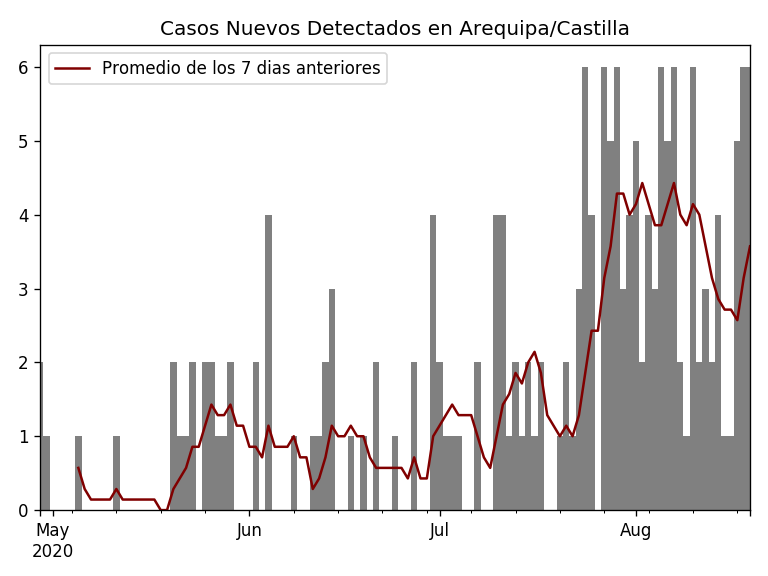 Casos Nuevos Detectados en Arequipa/Castilla
Promedio de los 7 dias anteriores
6
5
4
3
2
1
0
May Jun Jul Aug
2020